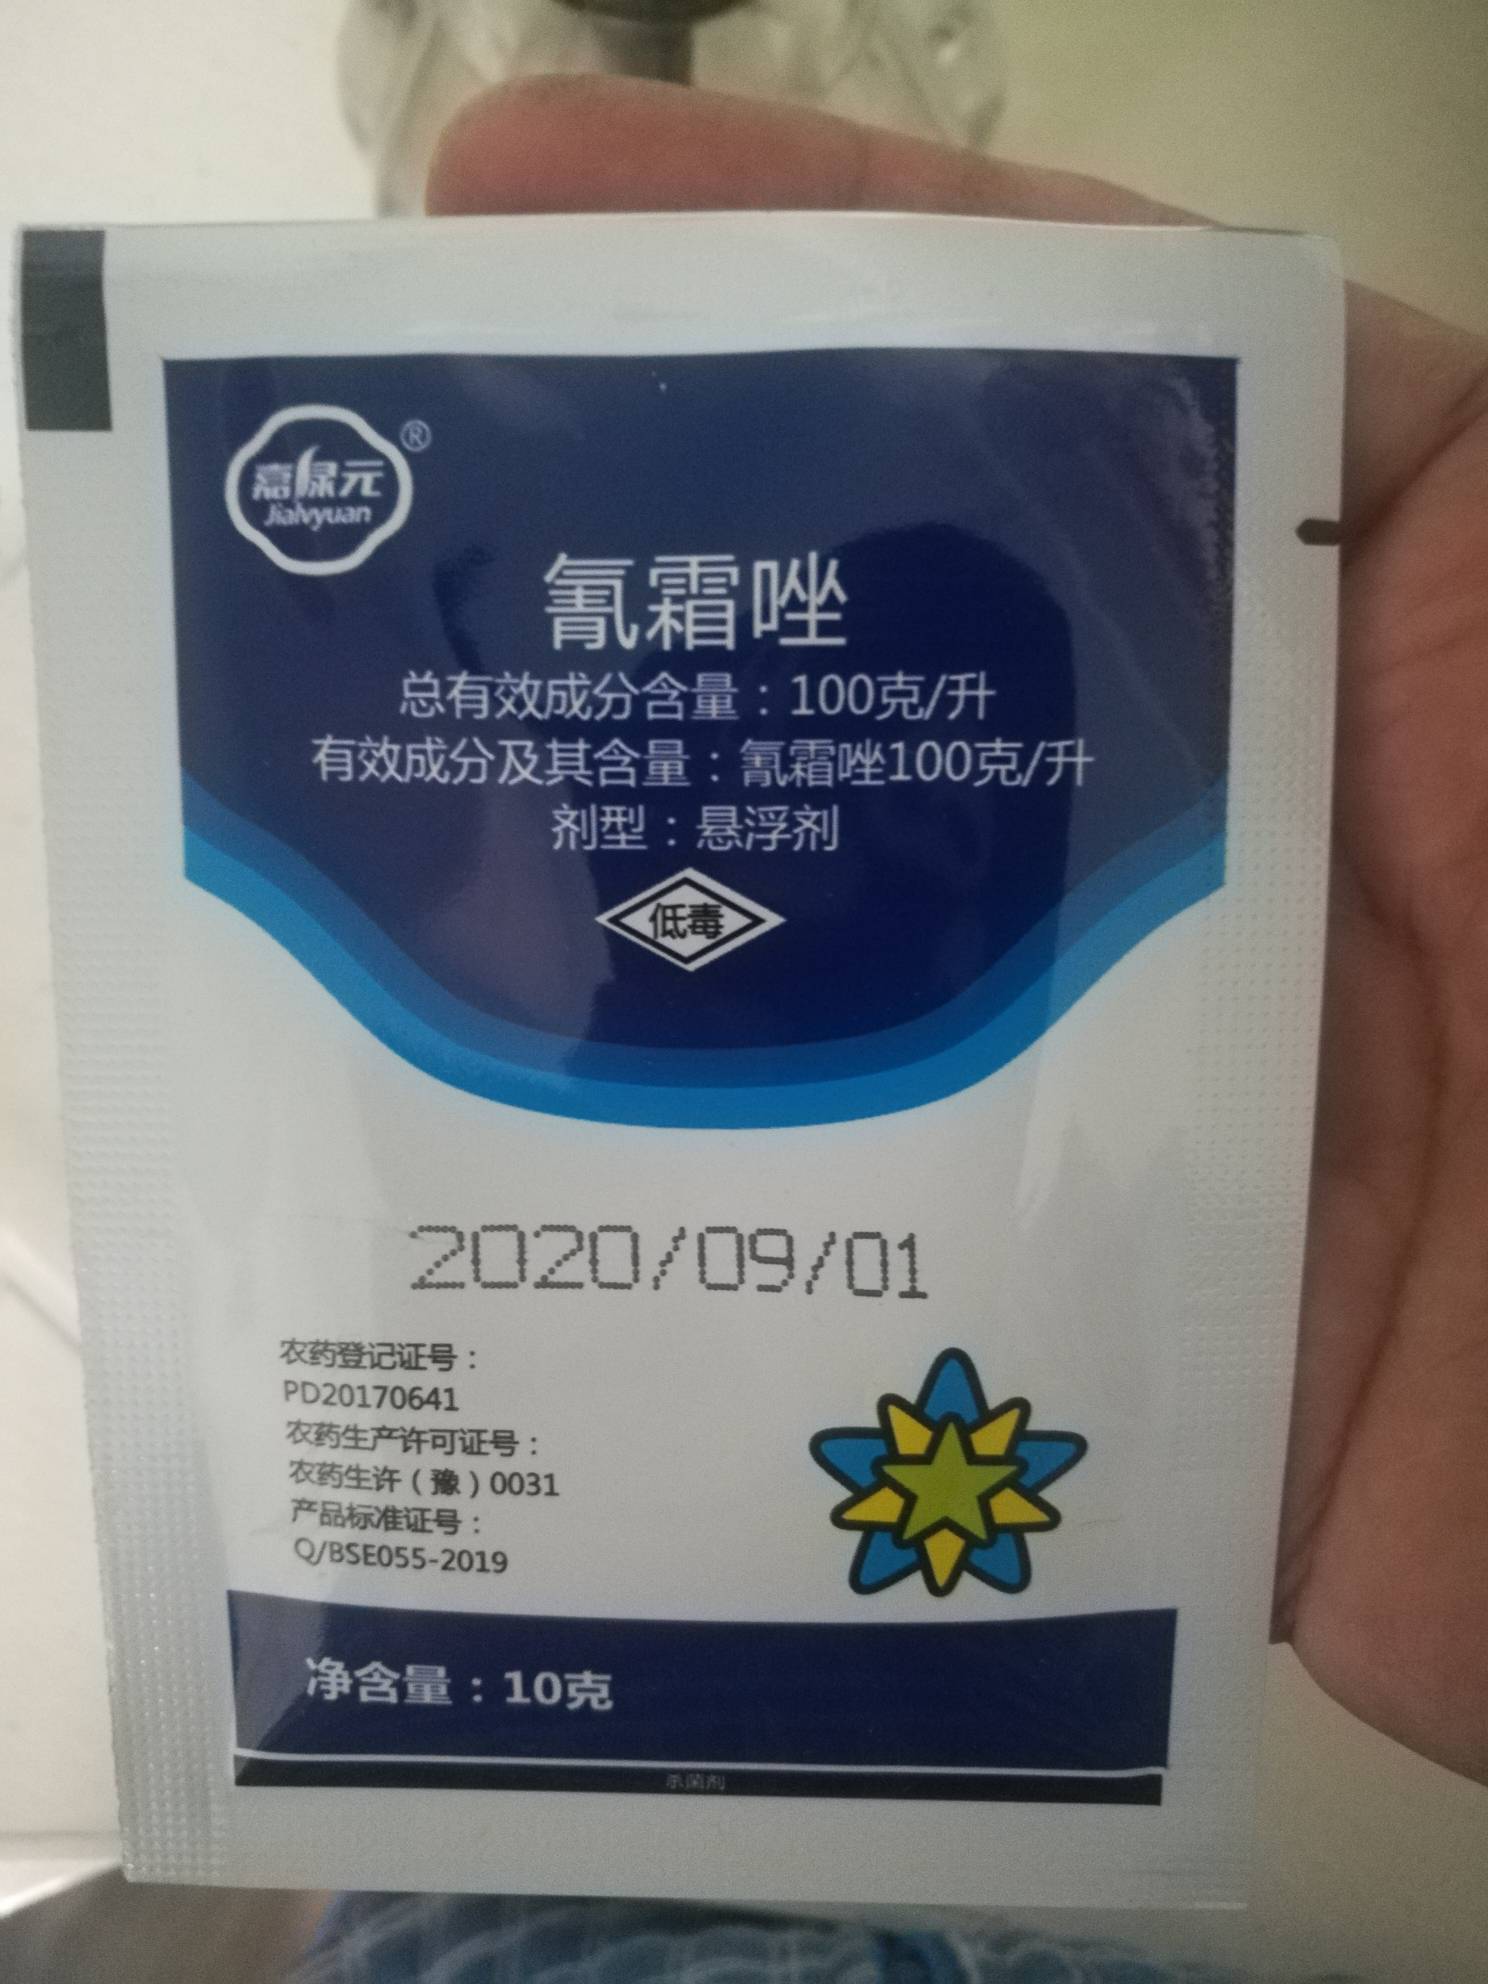 嘉绿元
Jialvyuan
®
氰霜唑
总有效成分含量：100克/升
有效成分及其含量：氰霜唑100克/升
剂型：悬浮剂
低毒
2020/09/01
农药登记证号：
PD20170641
农药生产许可证号：
农药生许（豫）0031
产品标准证号：
Q/BSE055-2019
净含量：10克
杀菌剂